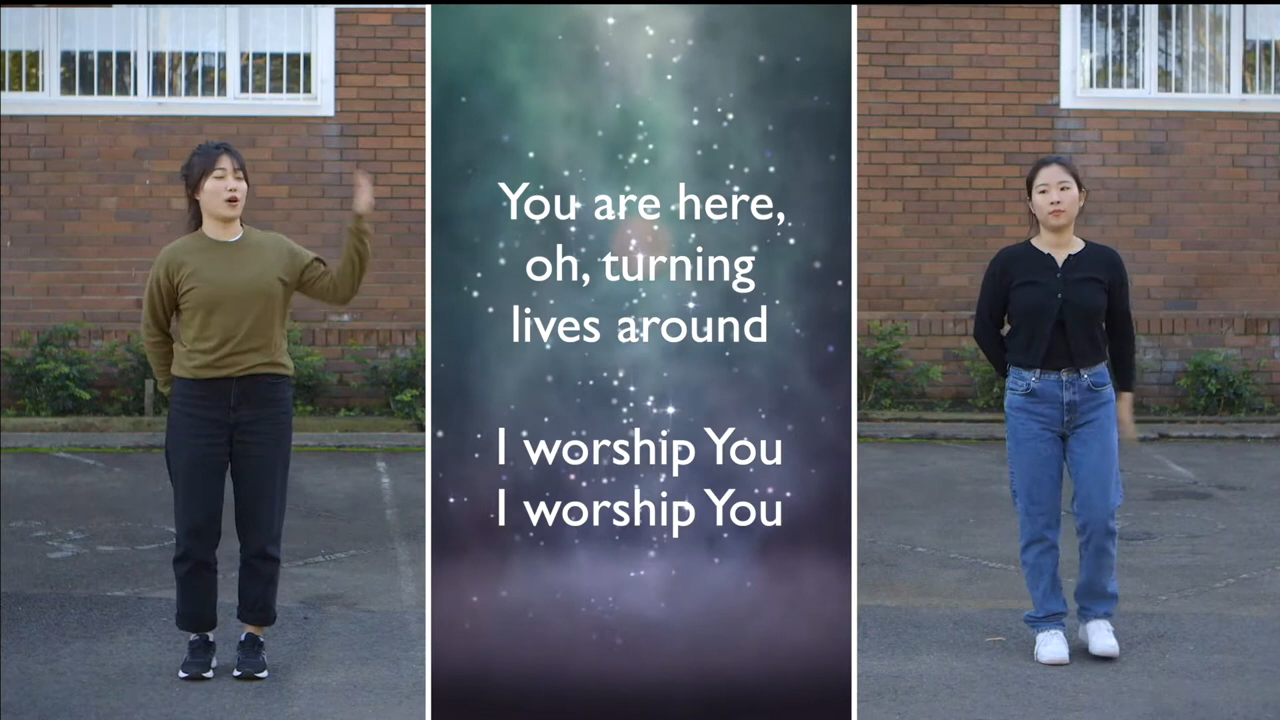 You are here,
oh, turning
lives around
I worship You
I worship You